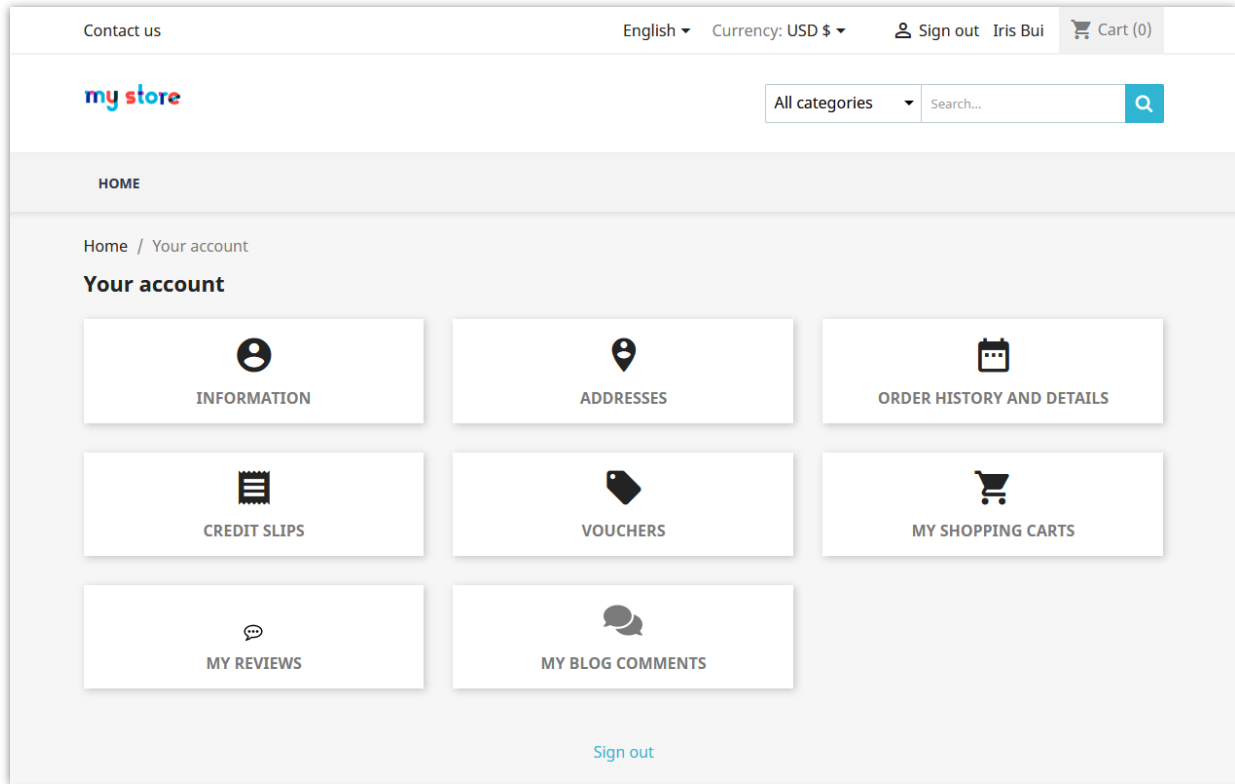 Contact us English Currency: USD $ Sign out Iris Bui Cart (0)
my store
All categories Search...
HOME
Home / Your account
Your account
INFORMATION ADDRESSES ORDER HISTORY AND DETAILS
CREDIT SLIPS VOUCHERS MY SHOPPING CARTS
MY REVIEWS MY BLOG COMMENTS
Sign out